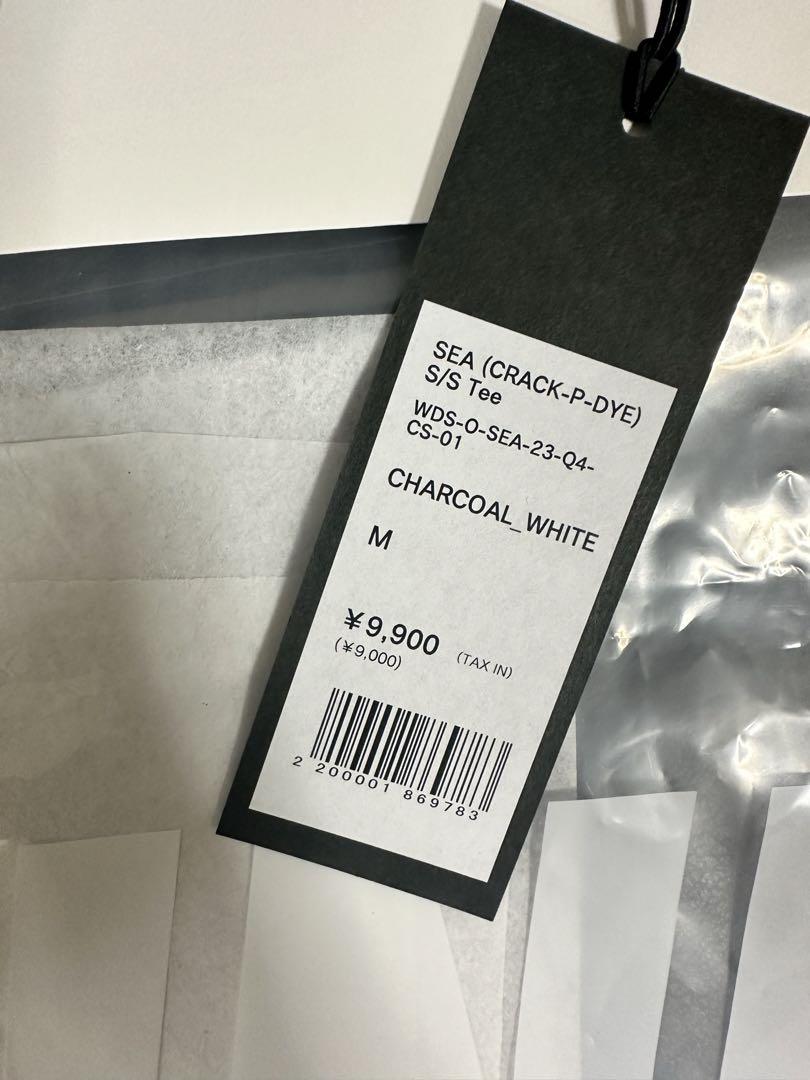 SEA (CRACK-P-DYE)
S/S Tee
WDS-O-SEA-23-Q4-
CS-01
CHARCOAL_WHITE
M
¥9,900 (TAX IN)
(¥9,000)
2 200001 869783